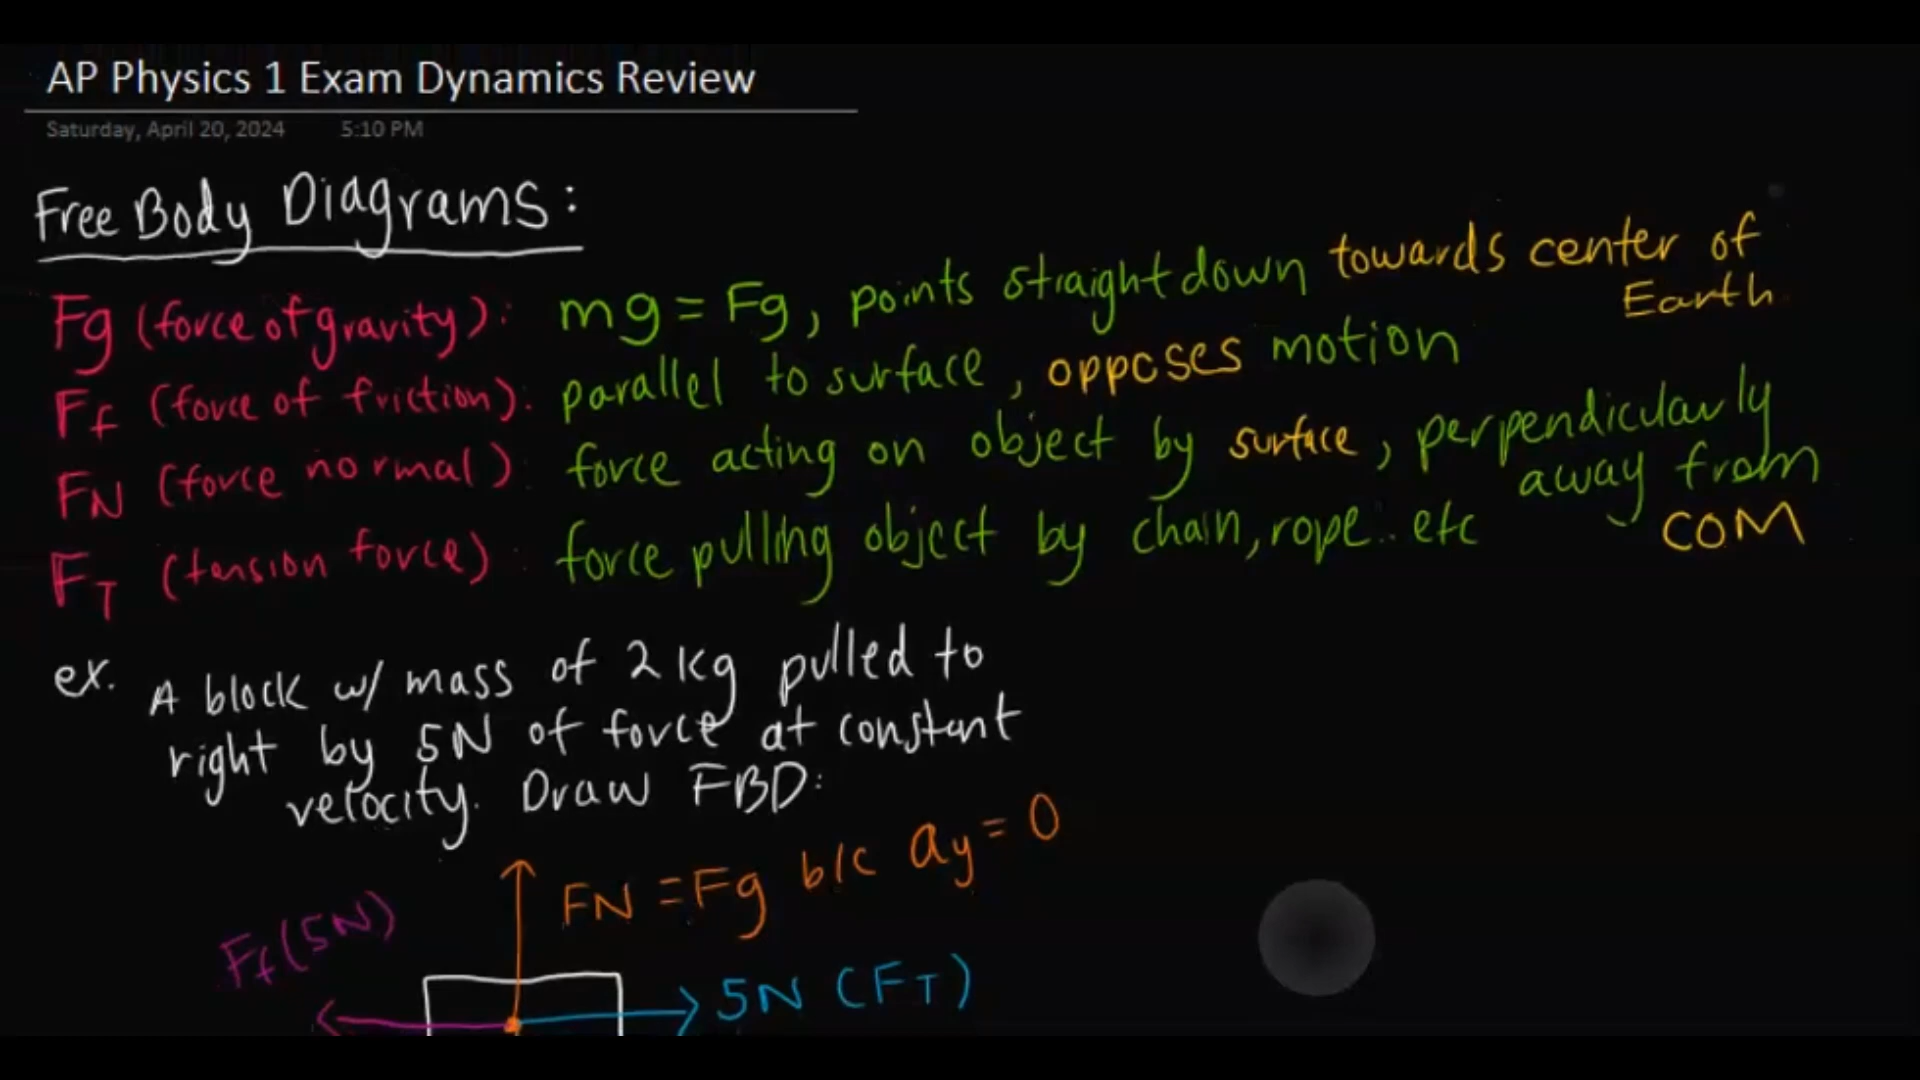 AP Physics 1 Exam Dynamics Review
Saturday, April 20, 2024 5:10 PM
Free Body Diagrams:
Fg (force of gravity): mg = Fg, points straight down towards center of Earth
Ff (force of friction): parallel to surface, opposes motion
FN (force normal): force acting on object by surface, perpendicularly away from COM
FT (tension force): force pulling object by chain, rope.. etc
ex. A block w/ mass of 2 kg pulled to
right by 5N of force at constant
velocity. Draw FBD:
FN = Fg b/c ay = 0
Ff (5N)
5N (FT)